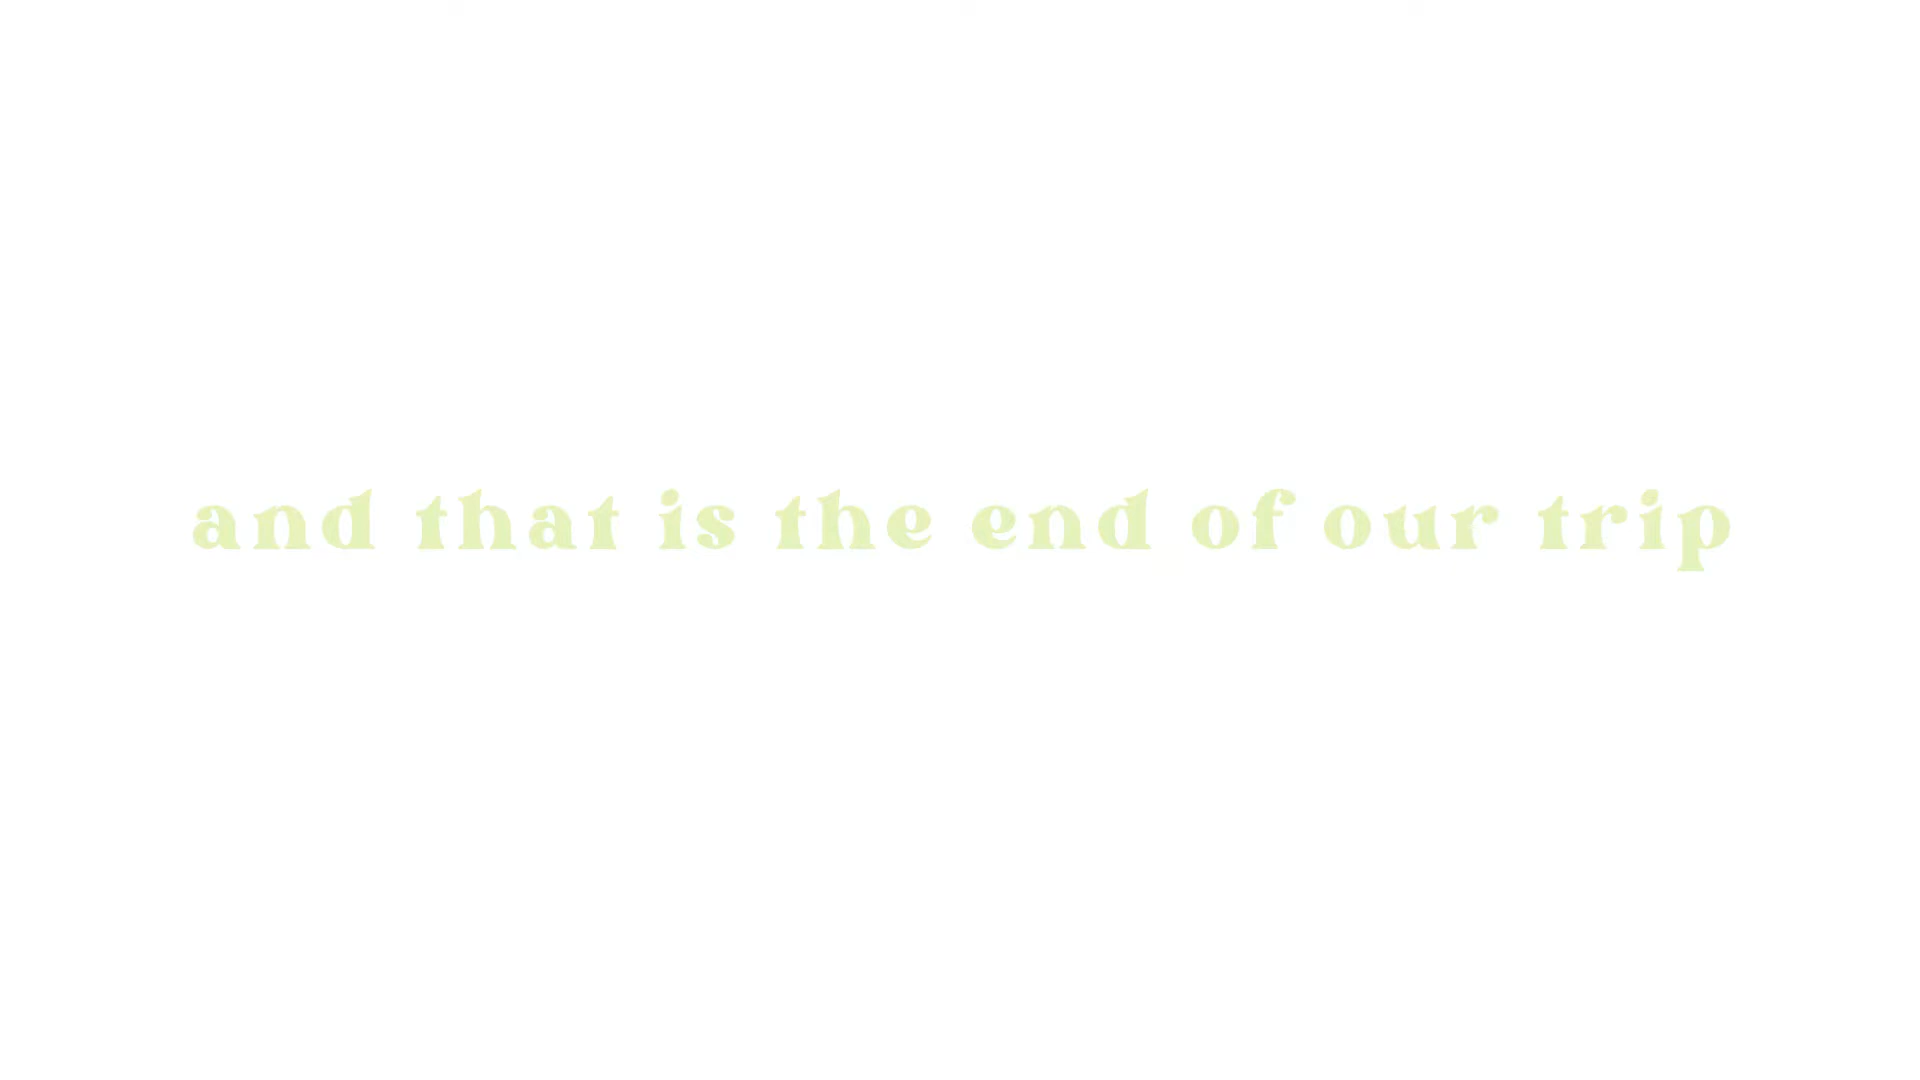 and that is the end of our trip